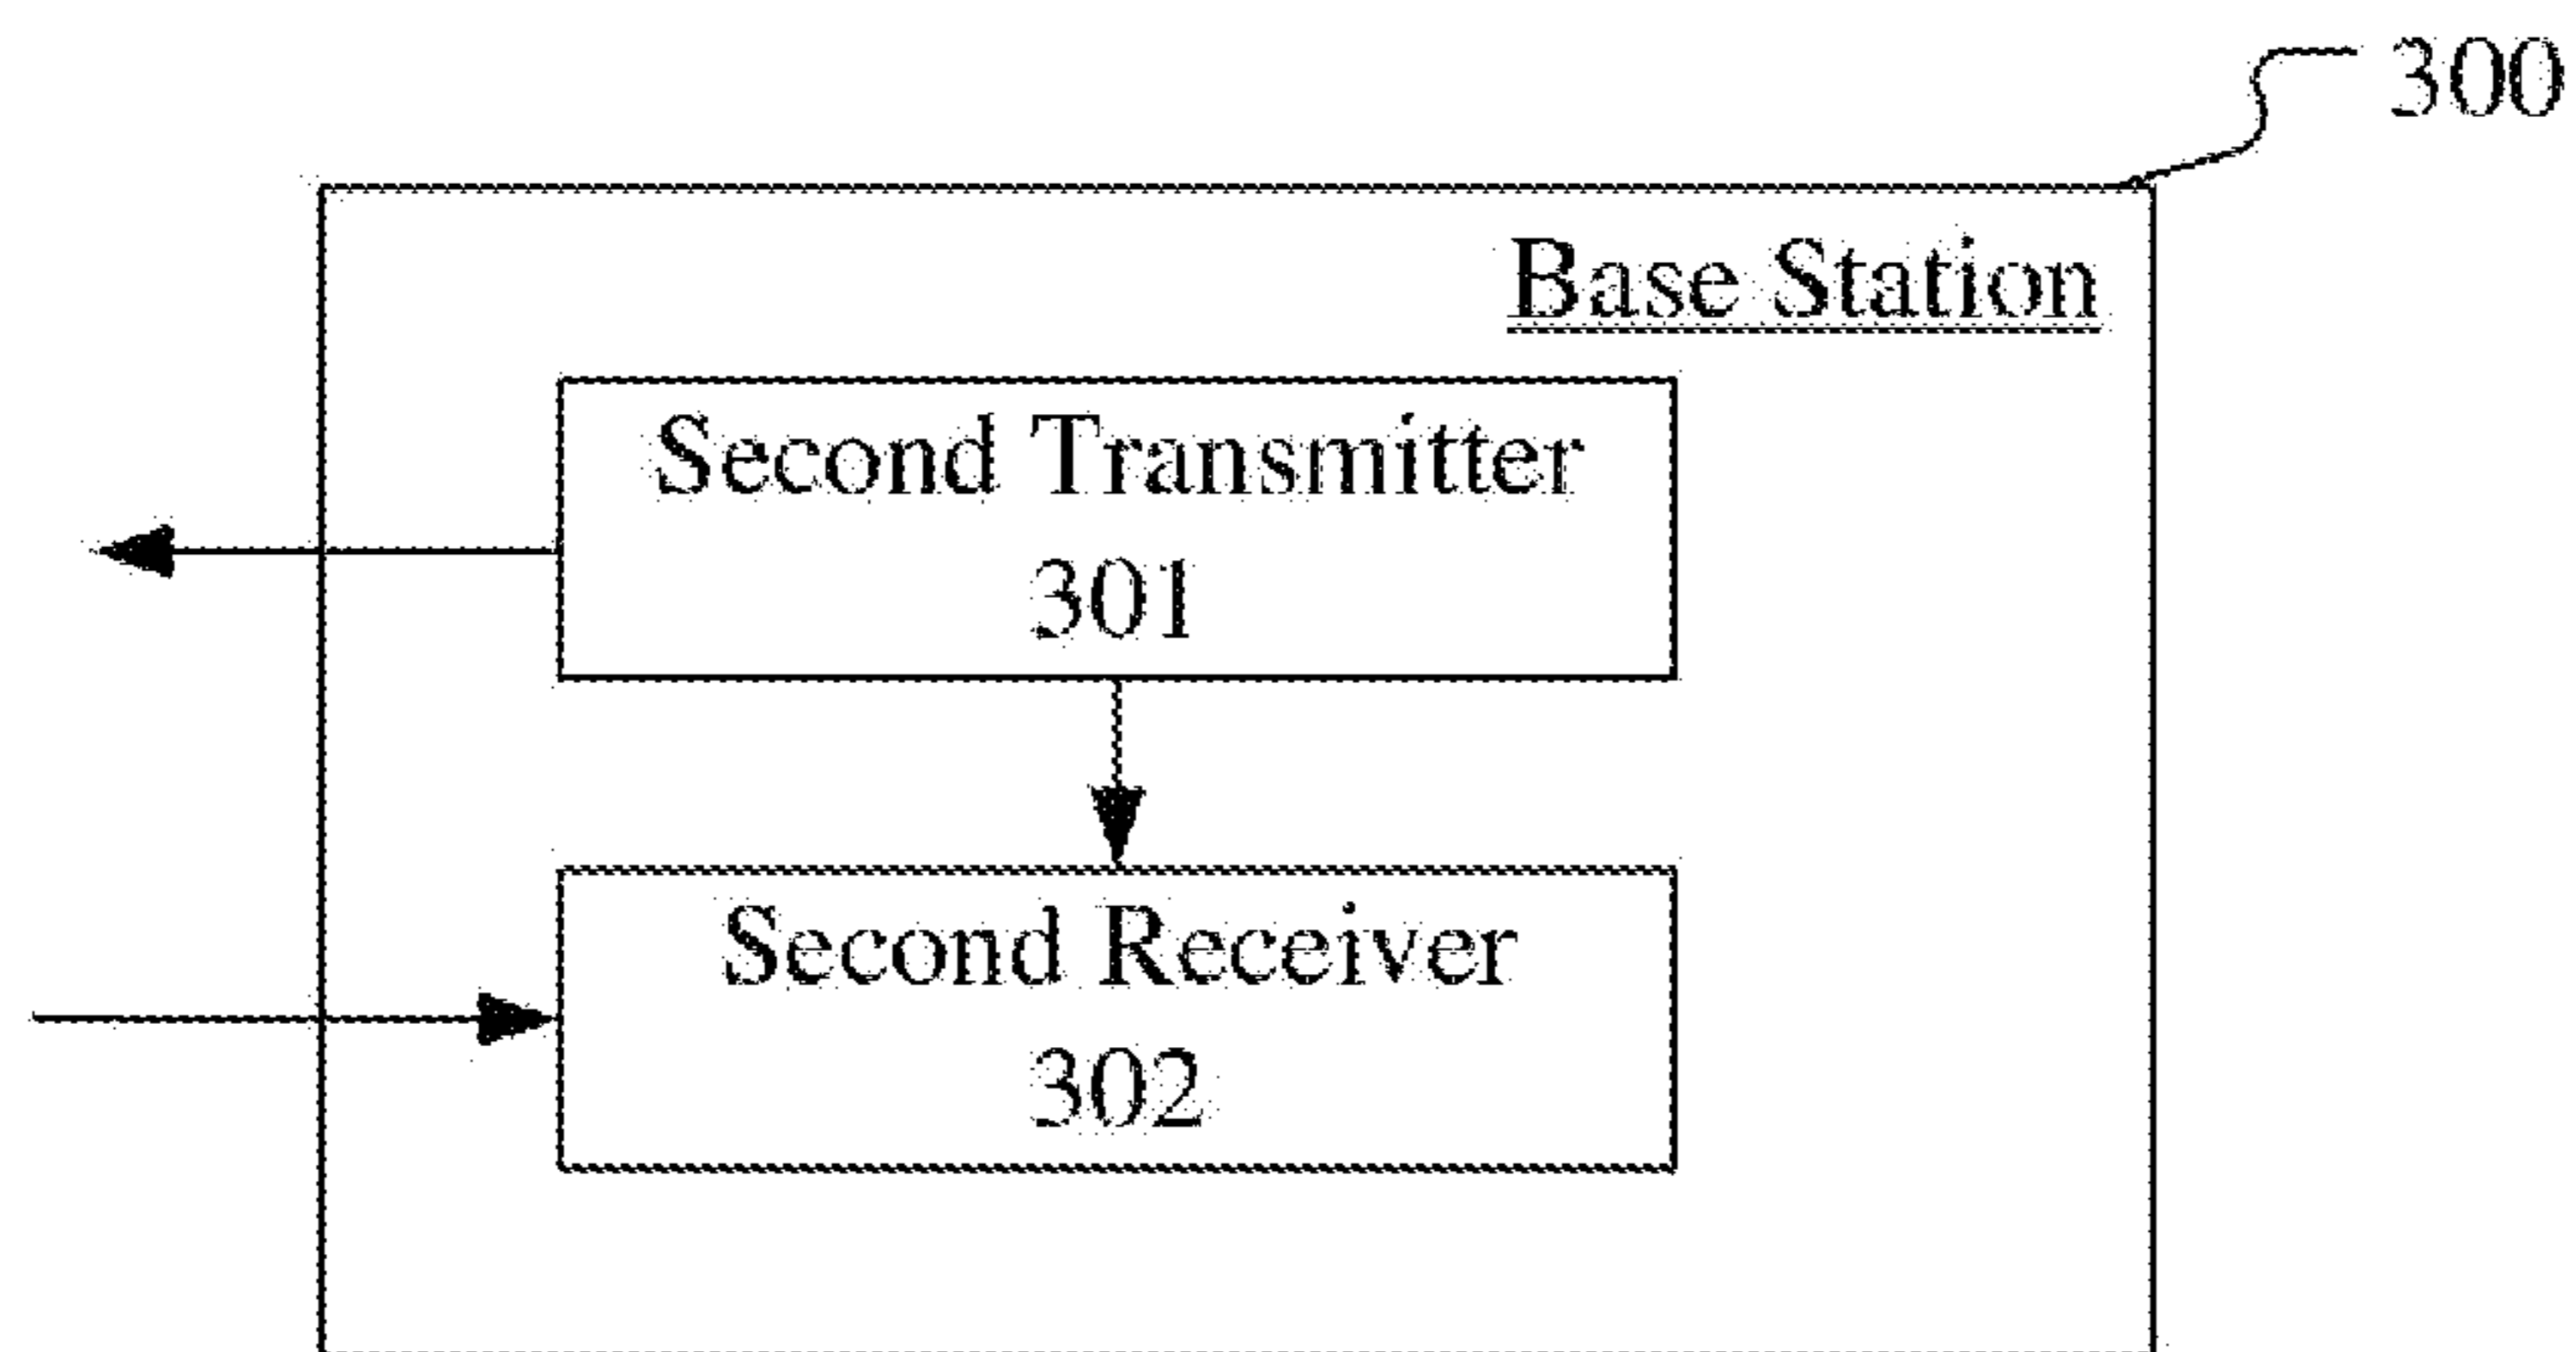 300
Base Station
Second Transmitter
301
Second Receiver
302